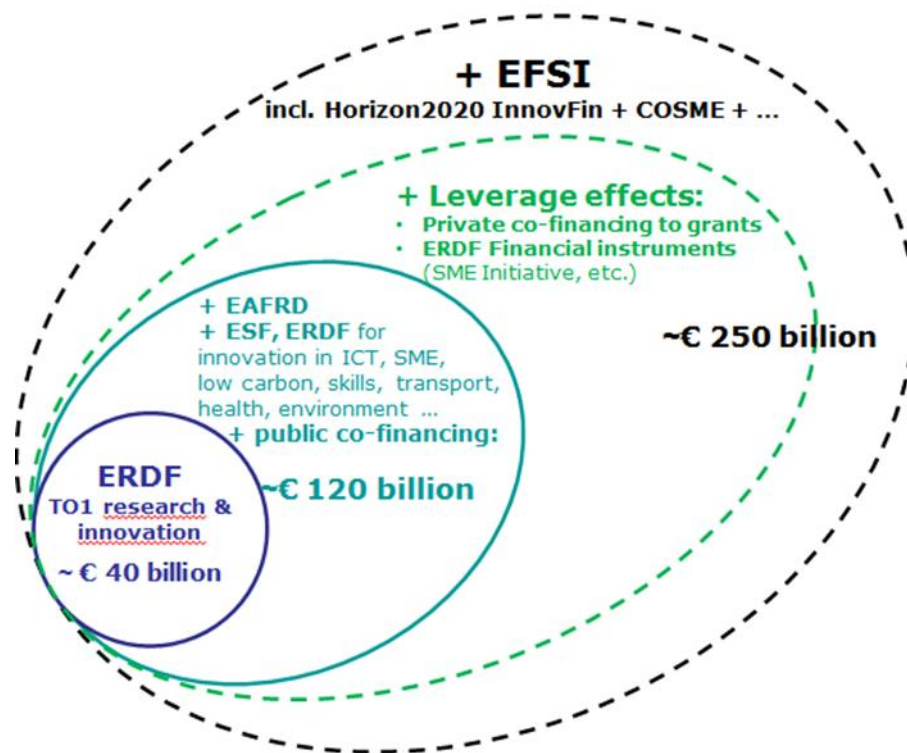 + EFSI
incl. Horizon2020 InnovFin + COSME + ...
+ Leverage effects:
• Private co-financing to grants
• ERDF Financial instruments
(SME Initiative, etc.)
~€ 250 billion
+ EAFRD
+ ESF, ERDF for
innovation in ICT, SME,
low carbon, skills, transport,
health, environment ...
+ public co-financing:
~€ 120 billion
ERDF
TO1 research &
innovation
~ € 40 billion